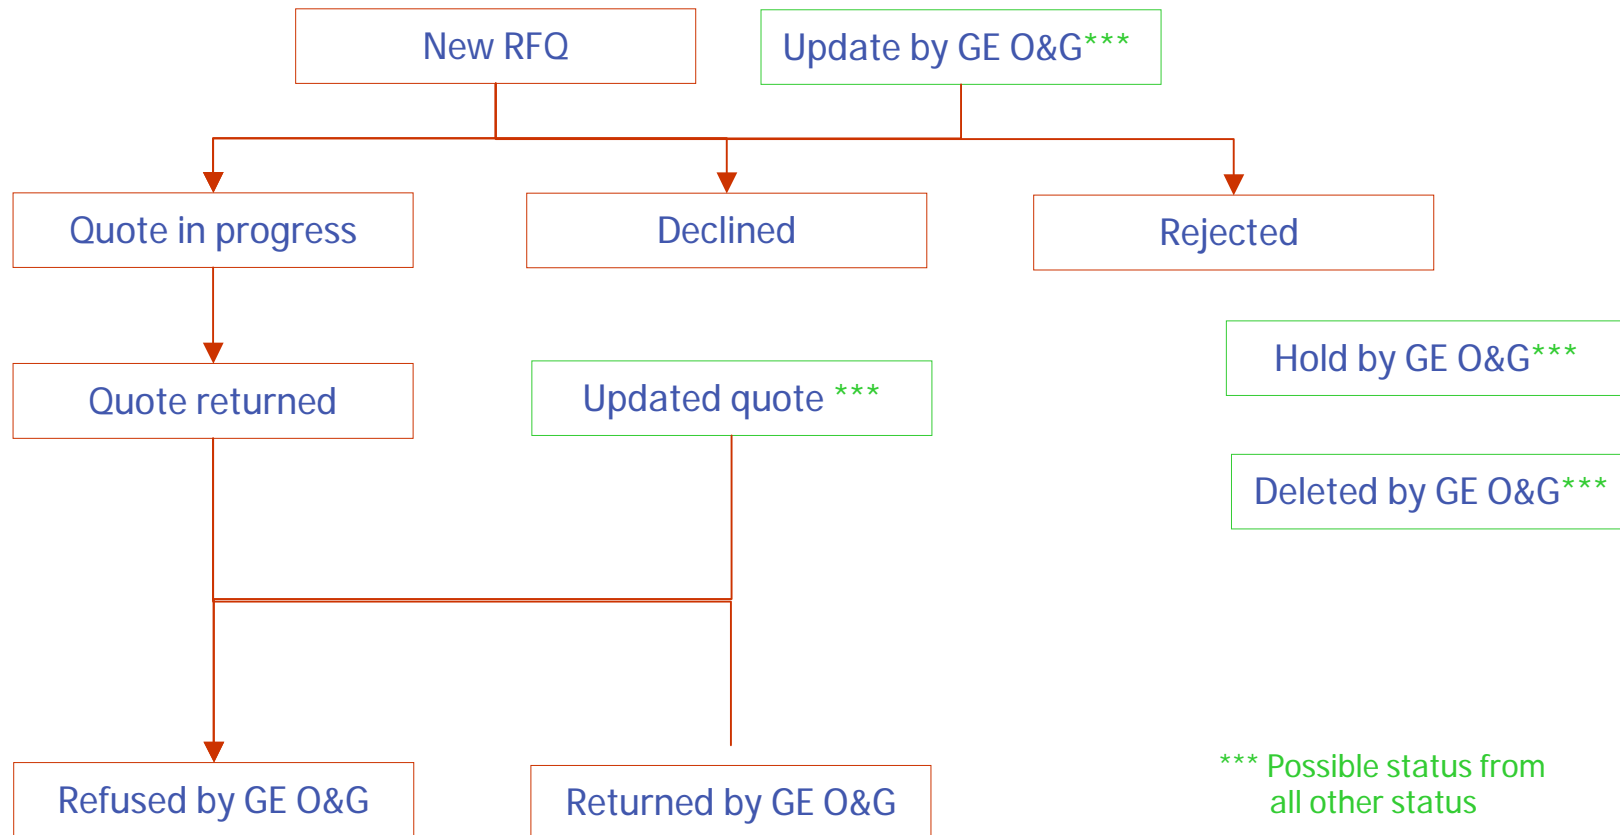 New RFQ
Update by GE O&G***
Quote in progress
Declined
Rejected
Hold by GE O&G***
Quote returned
Updated quote ***
Deleted by GE O&G***
*** Possible status from
all other status
Refused by GE O&G
Returned by GE O&G